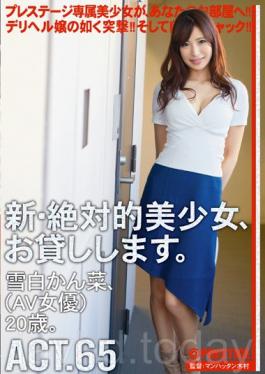 プレステージ専属美少女が、あなたのお部屋へ!!
デリヘル嬢の如く突撃!!そして
ャック!!
新・絶対的美少女、
お貸しします。
雪白かん菜、
(AV女優)
20歳。
ACT.65
監督:マンハッタン木村